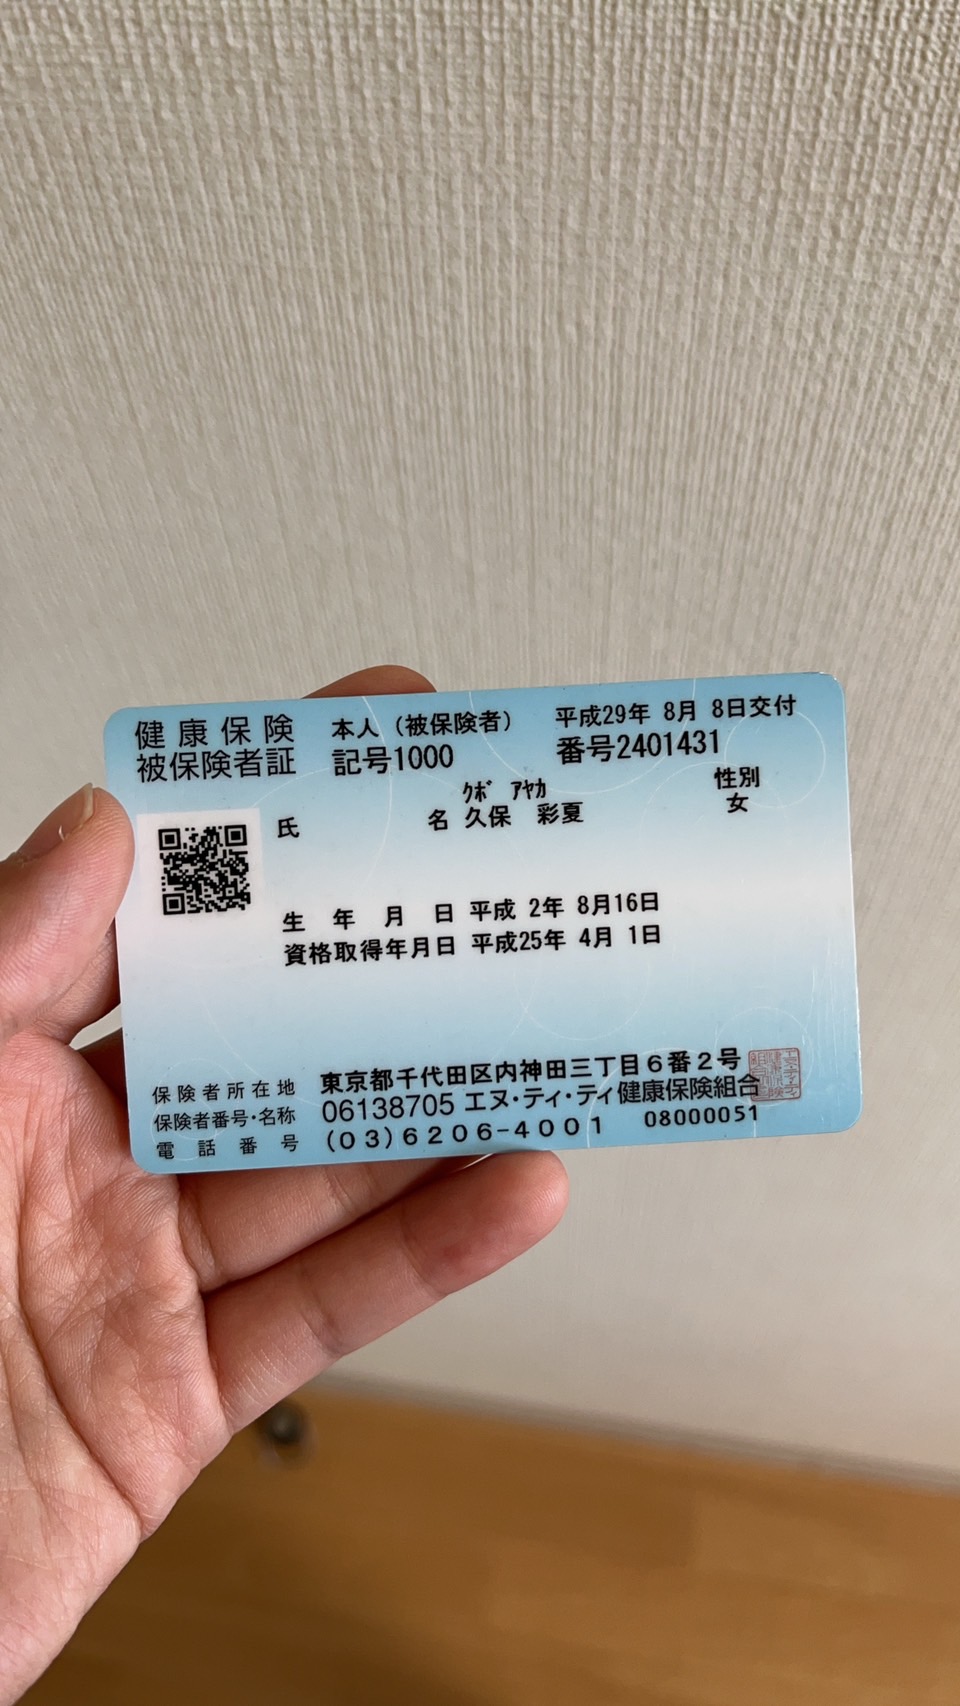 健康保険 本人（被保険者） 平成29年 8月 8日交付
被保険者証 記号1000 番号2401431
ｸﾎﾞ ｱﾔｶ 性別
氏 名 久保 彩夏 女
生年月日 平成 2年 8月16日
資格取得年月日 平成25年 4月 1日
保険者所在地 東京都千代田区内神田三丁目６番２号
保険者番号・名称 06138705 エヌ・ティ・ティ健康保険組合
電話番号 (０３)６２０６-４００１ 08000051